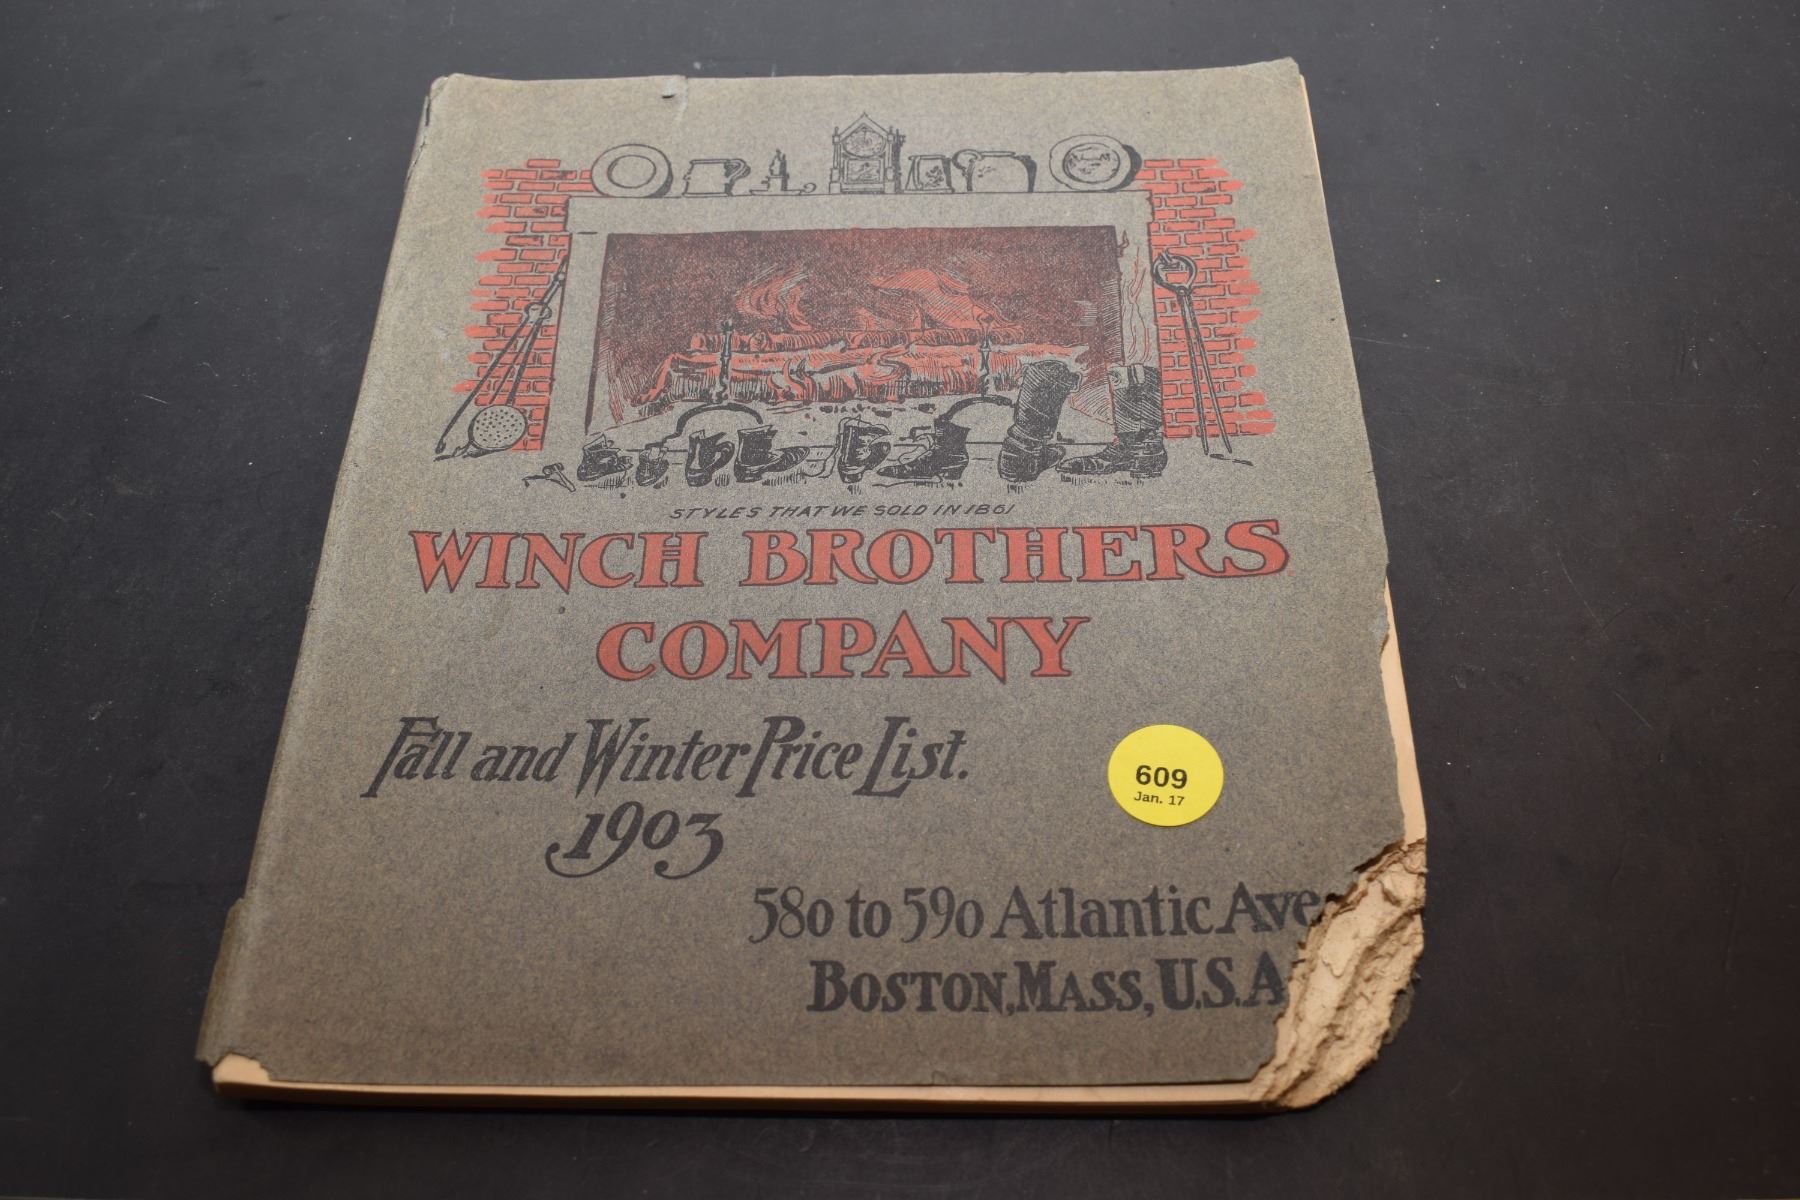 STYLES THAT WE SOLD IN 1861
WINCH BROTHERS
COMPANY
Fall and Winter Price List.
1903
609
Jan. 17
580 to 590 Atlantic Ave
BOSTON, MASS, U.S.A